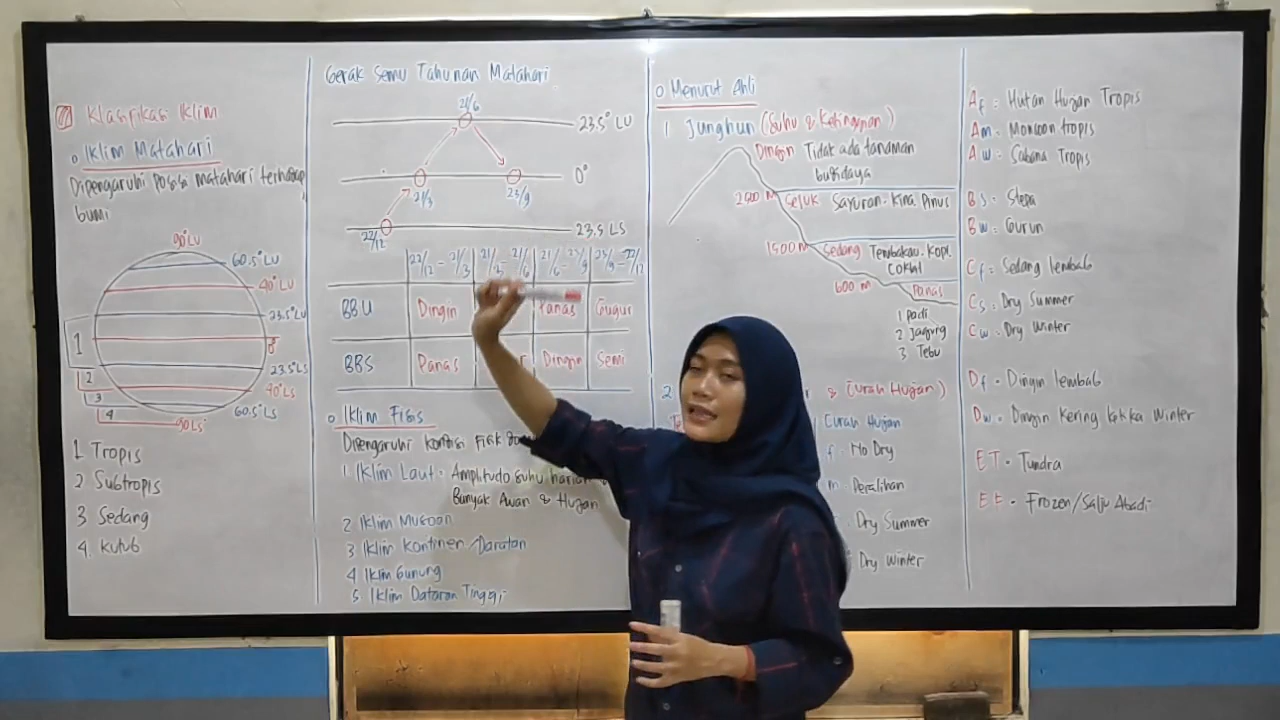 Klasifikasi Iklim
o Iklim Matahari
Dipengaruhi Posisi matahari terhadap
bumi
90° LU
60.5° LU
40° LU
23.5° LU
0°
23.5° LS
40° LS
60.5° LS
90 LS
1
2
3
4
1 Tropis
2 Subtropis
3 Sedang
4. Kutub
Gerak Semu Tahunan Matahari
21/6
23.5° LU
0°
21/3
23/9
23,5 LS
22/12
22/12 - 21/3
21/3 - 21/6
21/6 - 23/9
23/9 - 22/12
BBU
Dingin
Panas
Gugur
BBS
Panas
Dingin
Semi
o Iklim Fisis
Dipengaruhi kondisi Fisik
1. Iklim Laut = Amplitudo suhu harian
Banyak Awan & Hujan
2 Iklim Musoon
3 Iklim Kontinen/Daratan
4 Iklim Gunung
5 Iklim Dataran Tinggi
o Menurut Ahli
1 Junghun (Suhu & Ketinggian)
Dingin Tidak ada tanaman
budidaya
2500 M Sejuk Sayuran. Kina. Pinus
1500 M Sedang Tembakau. Kopi.
Coklat
600 M Panas
1 Padi
2 Jagung
3 Tebu
2
& Curah Hujan)
Curah Hujan
f. No Dry
m. Peralihan
Dry Summer
Dry Winter
Af = Hutan Hujan Tropis
Am = Monsoon tropis
Aw = Sabana Tropis
Bs = Stepa
Bw = Gurun
Cf = Sedang lembab
Cs = Dry Summer
Cw = Dry Winter
Df = Dingin lembab
Dw = Dingin Kering ketika Winter
ET = Tundra
EF = Frozen/Salju Abadi